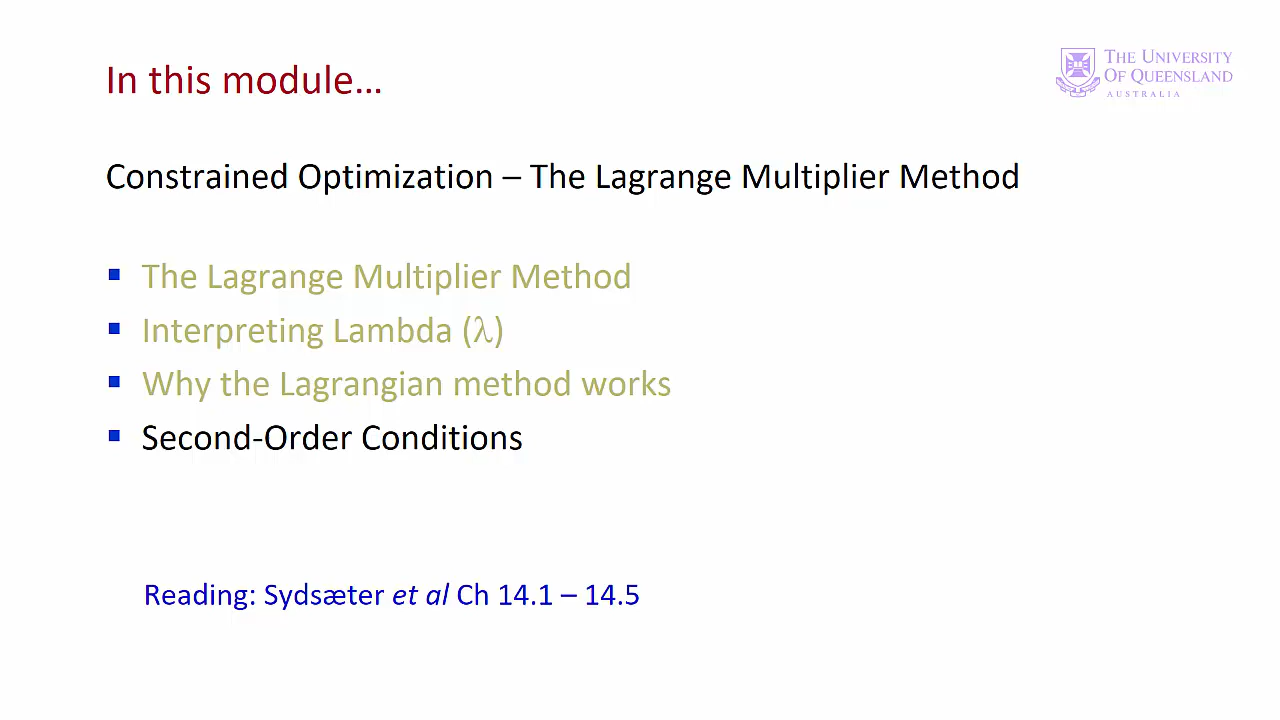 In this module…
THE UNIVERSITY
OF QUEENSLAND
AUSTRALIA
Constrained Optimization – The Lagrange Multiplier Method
▪ The Lagrange Multiplier Method
▪ Interpreting Lambda (λ)
▪ Why the Lagrangian method works
▪ Second-Order Conditions
Reading: Sydsæter et al Ch 14.1 – 14.5